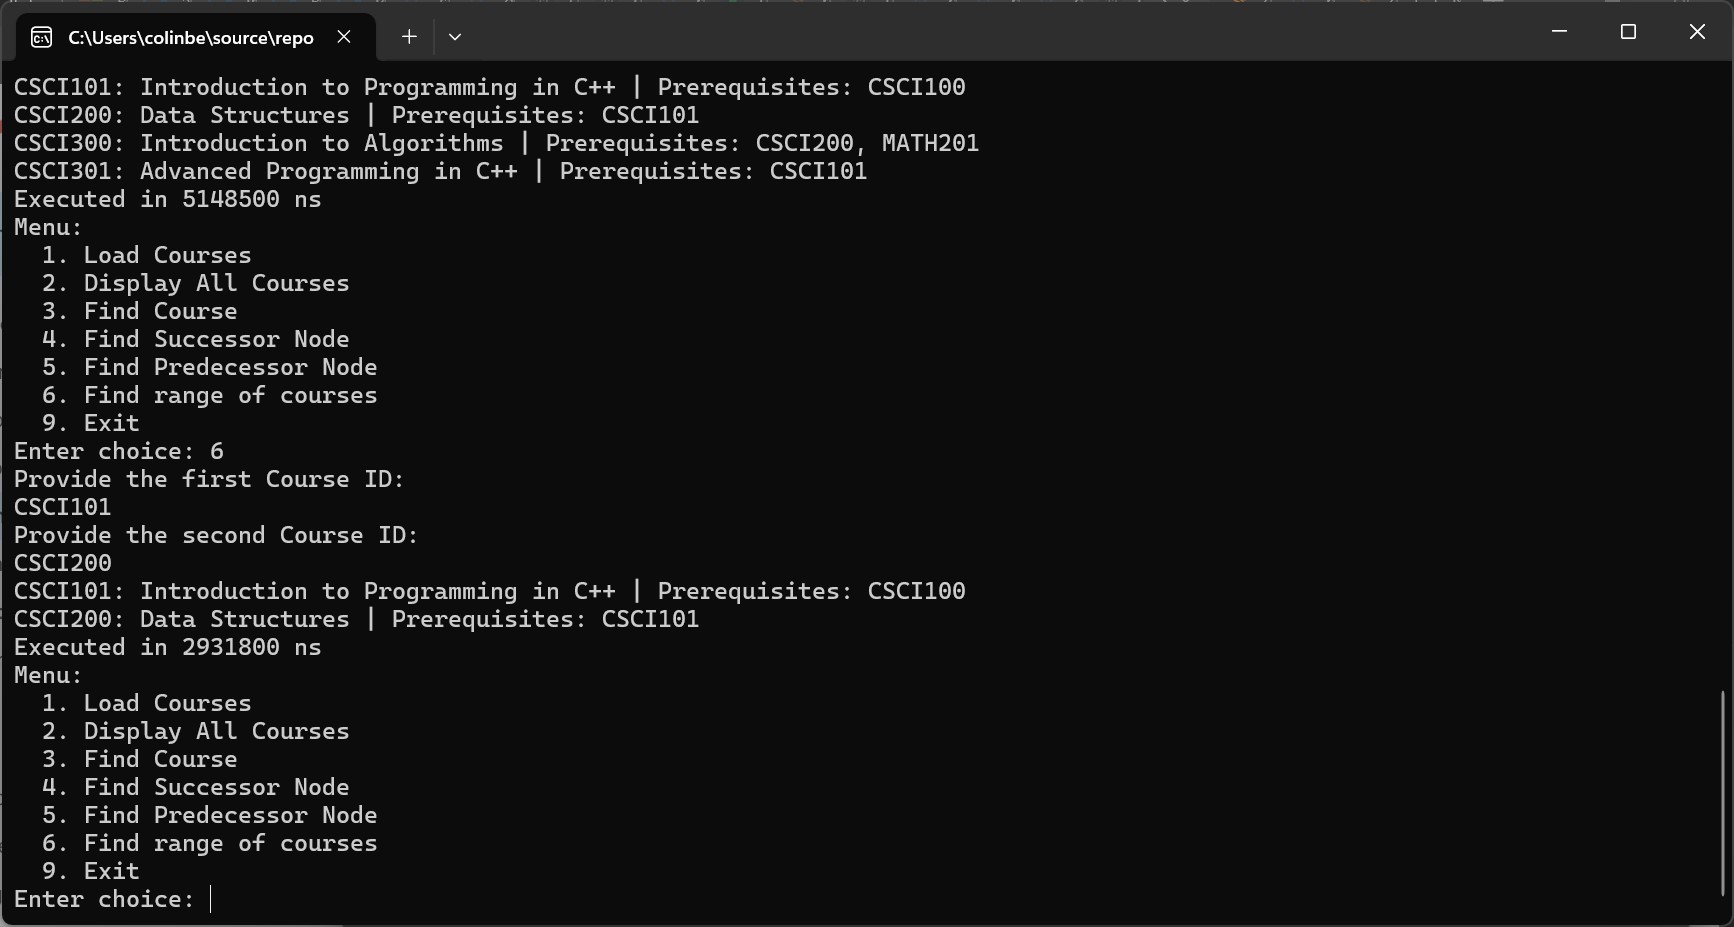 C:\Users\colinbe\source\repo
CSCI101: Introduction to Programming in C++ | Prerequisites: CSCI100
CSCI200: Data Structures | Prerequisites: CSCI101
CSCI300: Introduction to Algorithms | Prerequisites: CSCI200, MATH201
CSCI301: Advanced Programming in C++ | Prerequisites: CSCI101
Executed in 5148500 ns
Menu:
  1. Load Courses
  2. Display All Courses
  3. Find Course
  4. Find Successor Node
  5. Find Predecessor Node
  6. Find range of courses
  9. Exit
Enter choice: 6
Provide the first Course ID:
CSCI101
Provide the second Course ID:
CSCI200
CSCI101: Introduction to Programming in C++ | Prerequisites: CSCI100
CSCI200: Data Structures | Prerequisites: CSCI101
Executed in 2931800 ns
Menu:
  1. Load Courses
  2. Display All Courses
  3. Find Course
  4. Find Successor Node
  5. Find Predecessor Node
  6. Find range of courses
  9. Exit
Enter choice: